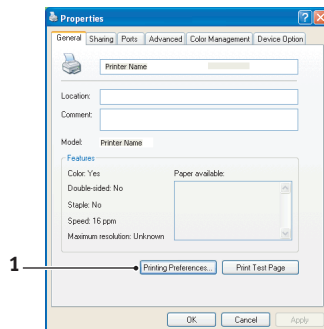 Properties
General Sharing Ports Advanced Color Management Device Option
Printer Name
Location:
Comment:
Model: Printer Name
Features
Color: Yes Paper available:
Double-sided: No
Staple: No
Speed: 16 ppm
Maximum resolution: Unknown
1
Printing Preferences... Print Test Page
OK Cancel Apply